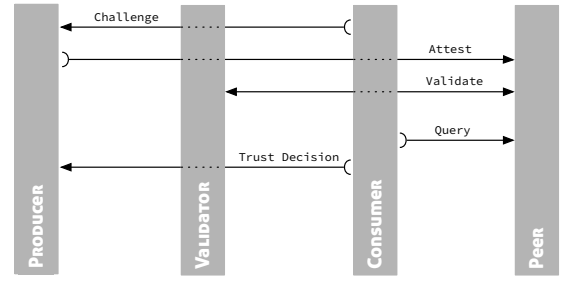 Challenge
Attest
Validate
Query
Trust Decision
Producer
Validator
Consumer
Peer